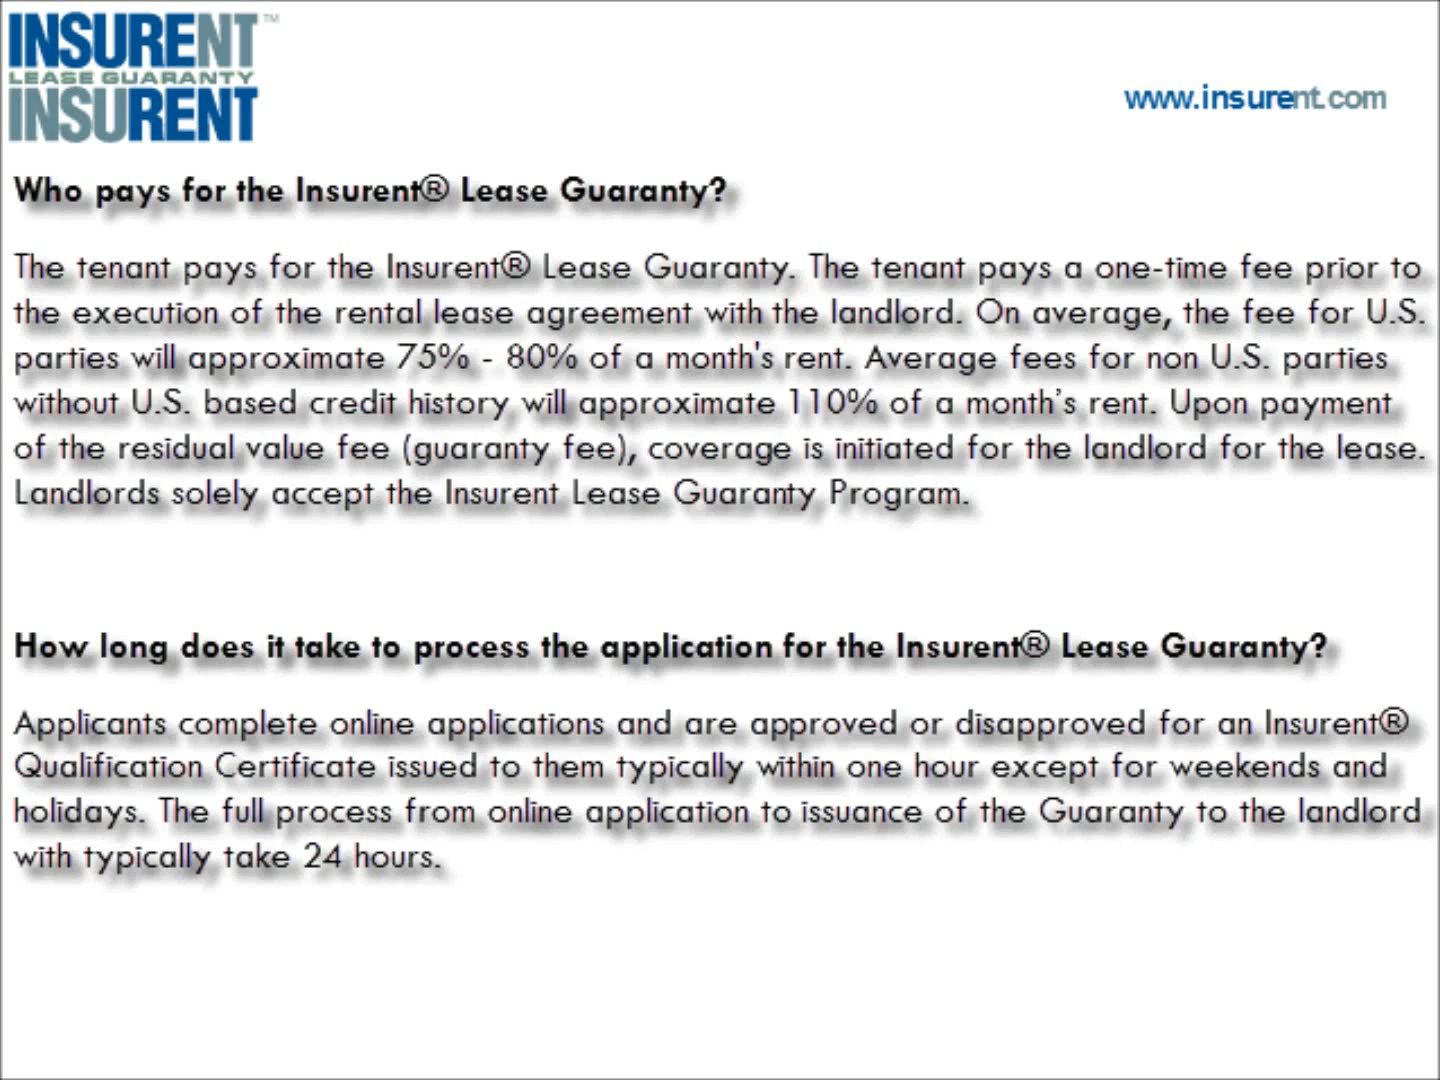 INSURENT™
LEASE GUARANTY
INSURENT
www.insurent.com
Who pays for the Insurent® Lease Guaranty?
The tenant pays for the Insurent® Lease Guaranty. The tenant pays a one-time fee prior to
the execution of the rental lease agreement with the landlord. On average, the fee for U.S.
parties will approximate 75% - 80% of a month's rent. Average fees for non U.S. parties
without U.S. based credit history will approximate 110% of a month’s rent. Upon payment
of the residual value fee (guaranty fee), coverage is initiated for the landlord for the lease.
Landlords solely accept the Insurent Lease Guaranty Program.
How long does it take to process the application for the Insurent® Lease Guaranty?
Applicants complete online applications and are approved or disapproved for an Insurent®
Qualification Certificate issued to them typically within one hour except for weekends and
holidays. The full process from online application to issuance of the Guaranty to the landlord
with typically take 24 hours.